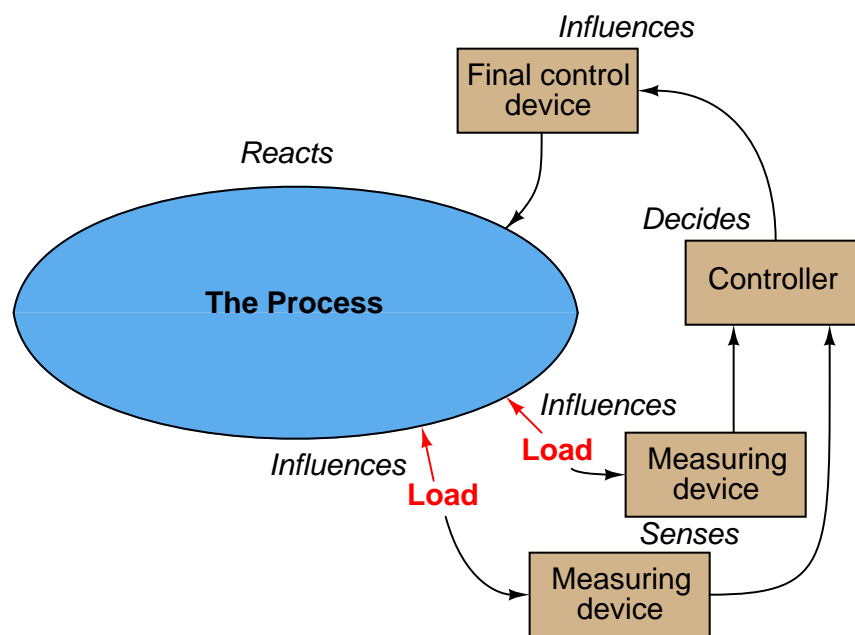 Influences
Final control
device
Reacts
Decides
Controller
The Process
Influences
Load
Measuring
device
Influences
Load
Senses
Measuring
device